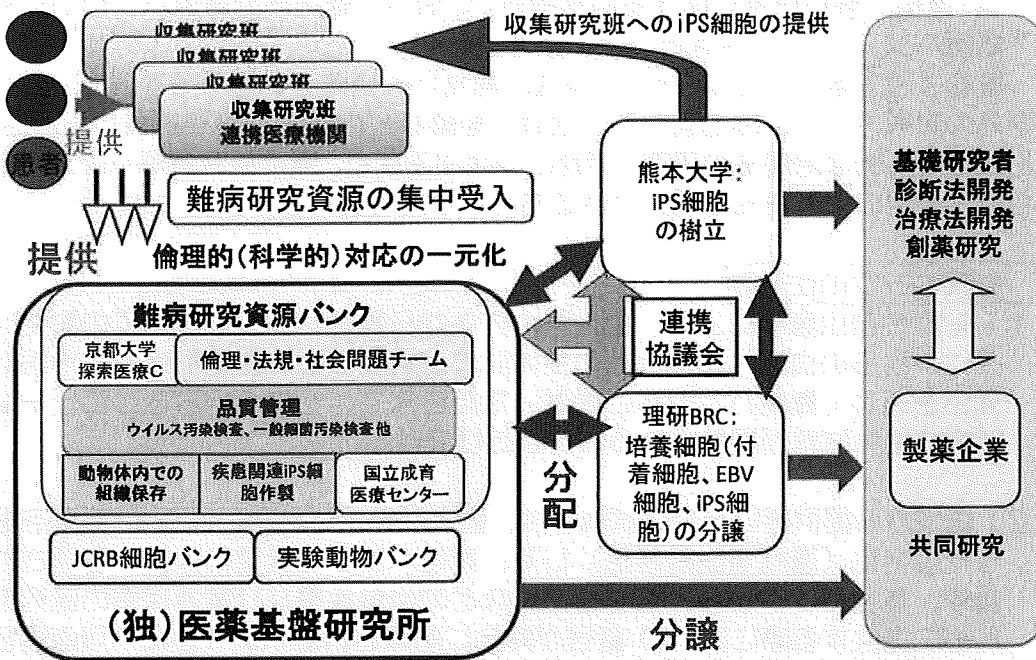 収集研究班
収集研究班
収集研究班
収集研究班
連携医療機関
提供
患者
収集研究班へのiPS細胞の提供
難病研究資源の集中受入
提供
倫理的(科学的)対応の一元化
難病研究資源バンク
京都大学
探索医療C
倫理・法規・社会問題チーム
品質管理
ウイルス汚染検査、一般細菌汚染検査他
動物体内での
組織保存
疾患関連iPS細
胞作製
国立成育
医療センター
JCRB細胞バンク
実験動物バンク
(独)医薬基盤研究所
熊本大学:
iPS細胞
の樹立
連携
協議会
理研BRC:
培養細胞(付
着細胞、EBV
細胞、iPS細
胞)の分譲
分配
分譲
基礎研究者
診断法開発
治療法開発
創薬研究
製薬企業
共同研究